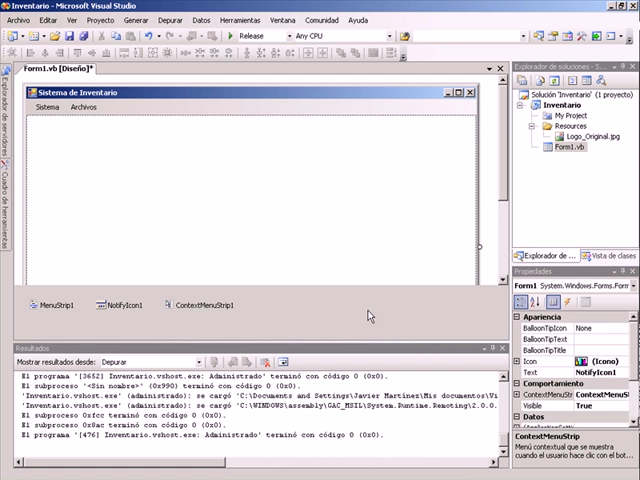 Inventario - Microsoft Visual Studio
Archivo Editar Ver Proyecto Generar Depurar Datos Herramientas Ventana Comunidad Ayuda
Release Any CPU
Form1.vb [Diseño]*
Explorador de servidores
Cuadro de herramientas
Sistema de Inventario
Sistema Archivos
MenuStrip1 NotifyIcon1 ContextMenuStrip1
Resultados
Mostrar resultados desde: Depurar
El programa '[3652] Inventario.vshost.exe: Administrado' terminó con código 0 (0x0).
El subproceso '<Sin nombre>' (0x990) terminó con código 0 (0x0).
'Inventario.vshost.exe' (administrado): se cargó 'C:\Documents and Settings\Javier Martinez\Mis documentos\Vi
'Inventario.vshost.exe' (administrado): se cargó 'C:\WINDOWS\assembly\GAC_MSIL\System.Runtime.Remoting\2.0.0.
El subproceso 0xfcc terminó con código 0 (0x0).
El subproceso 0x8ac terminó con código 0 (0x0).
El programa '[476] Inventario.vshost.exe: Administrado' terminó con código 0 (0x0).
Explorador de soluciones - S...
Solución 'Inventario' (1 proyecto)
Inventario
My Project
Resources
Logo_Original.jpg
Form1.vb
Explorador de ... Vista de clases
Propiedades
Form1 System.Windows.Forms.Form
Apariencia
BalloonTipIcon None
BalloonTipText
BalloonTipTitle
Icon (Icono)
Text NotifyIcon1
Comportamiento
ContextMenuStr ContextMenuS
Visible True
Datos
ContextMenuStrip
Menú contextual que se muestra
cuando el usuario hace clic con el bot...